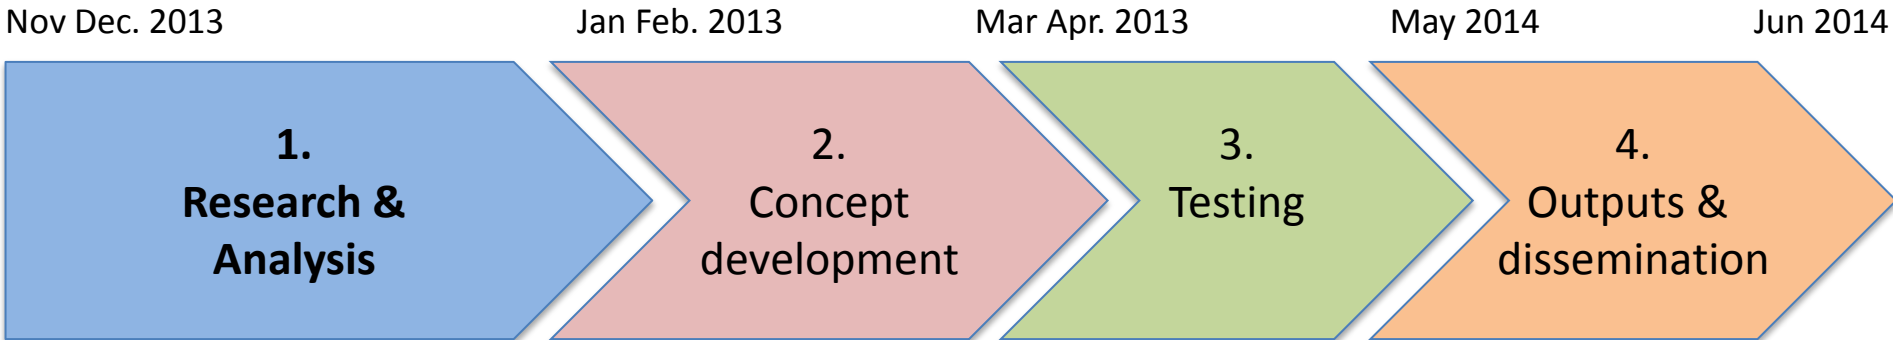 Nov Dec. 2013
Jan Feb. 2013
Mar Apr. 2013
May 2014
Jun 2014
1.
Research &
Analysis
2.
Concept
development
3.
Testing
4.
Outputs &
dissemination